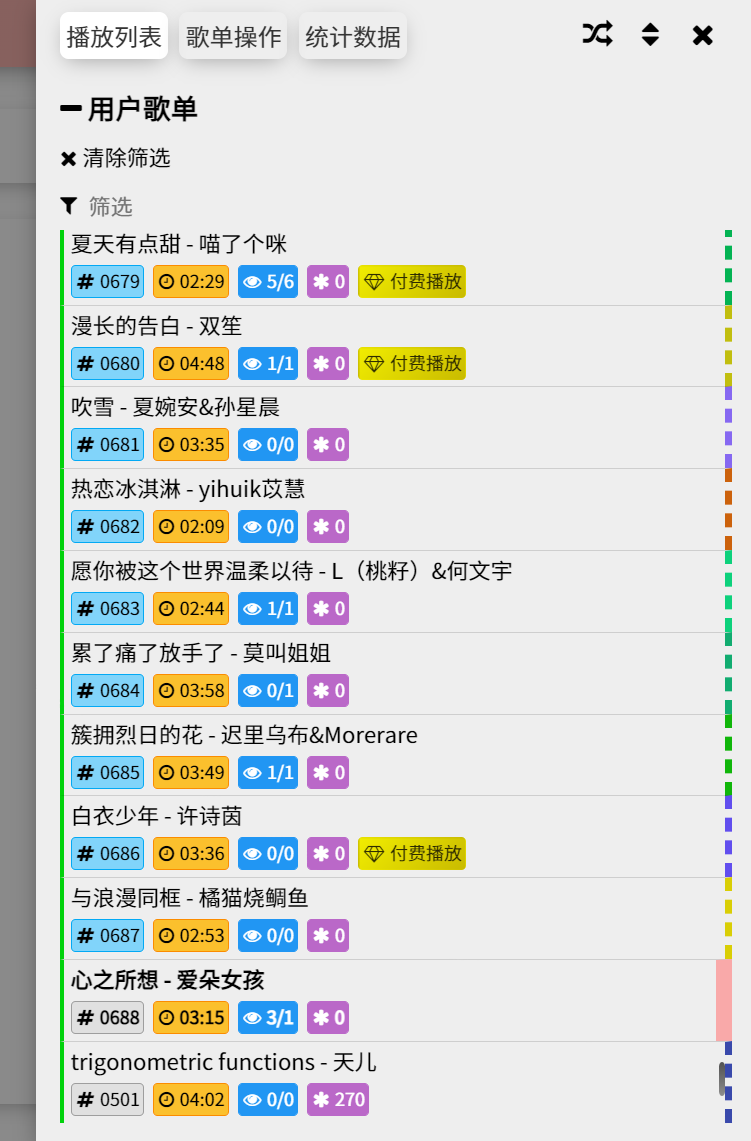 播放列表 歌单操作 统计数据
用户歌单
清除筛选
筛选
夏天有点甜 - 喵了个咪
# 0679 02:29 5/6 * 0 付费播放
漫长的告白 - 双笙
# 0680 04:48 1/1 * 0 付费播放
吹雪 - 夏婉安&孙星晨
# 0681 03:35 0/0 * 0
热恋冰淇淋 - yihuik苡慧
# 0682 02:09 0/0 * 0
愿你被这个世界温柔以待 - L（桃籽）&何文宇
# 0683 02:44 1/1 * 0
累了痛了放手了 - 莫叫姐姐
# 0684 03:58 0/1 * 0
簇拥烈日的花 - 迟里乌布&Morerare
# 0685 03:49 1/1 * 0
白衣少年 - 许诗茵
# 0686 03:36 0/0 * 0 付费播放
与浪漫同框 - 橘猫烧鲷鱼
# 0687 02:53 0/0 * 0
心之所想 - 爱朵女孩
# 0688 03:15 3/1 * 0
trigonometric functions - 天儿
# 0501 04:02 0/0 * 270